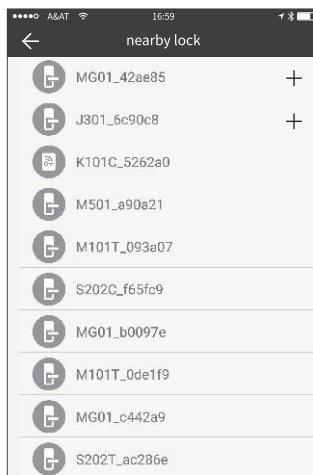 A&AT 16:59
nearby lock
MG01_42ae85 +
J301_6c90c8 +
K101C_5262a0
M501_a90a21
M101T_093a07
S202C_f65fc9
MG01_b0097e
M101T_0de1f9
MG01_c442a9
S202T_ac286e